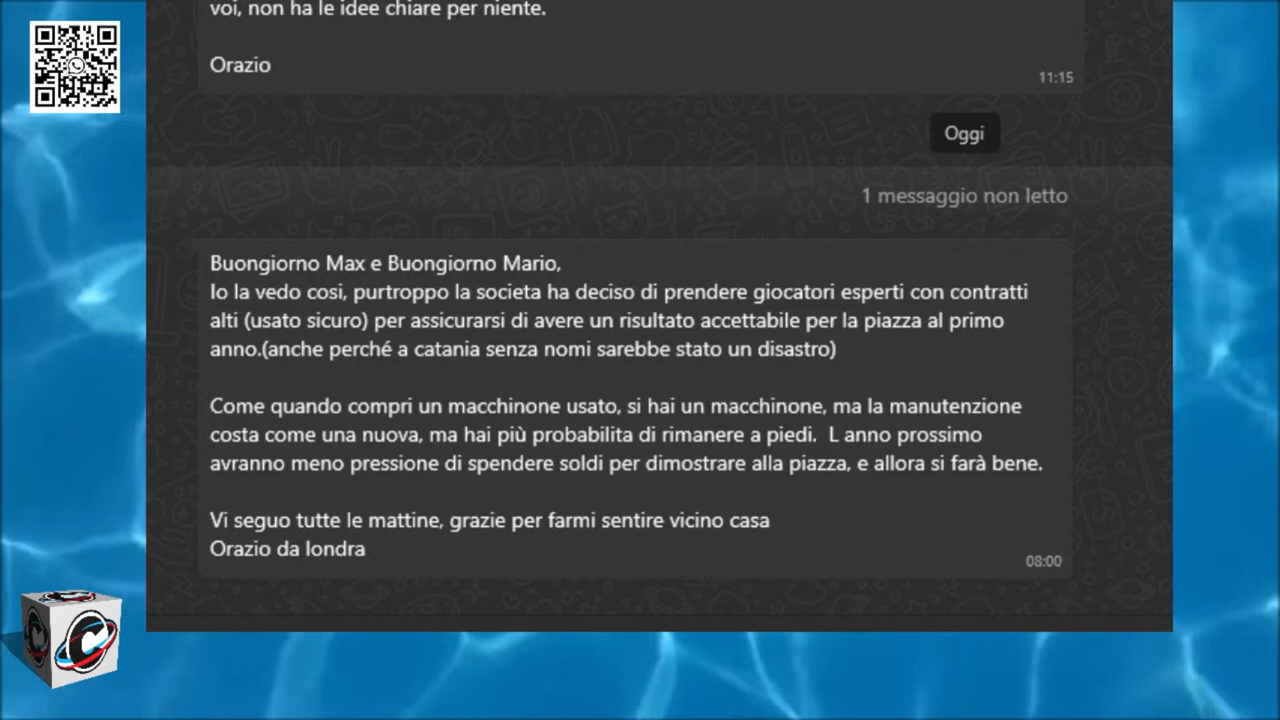 voi, non ha le idee chiare per niente.
Orazio
11:15
Oggi
1 messaggio non letto
Buongiorno Max e Buongiorno Mario,
Io la vedo cosi, purtroppo la societa ha deciso di prendere giocatori esperti con contratti
alti (usato sicuro) per assicurarsi di avere un risultato accettabile per la piazza al primo
anno.(anche perché a catania senza nomi sarebbe stato un disastro)
Come quando compri un macchinone usato, si hai un macchinone, ma la manutenzione
costa come una nuova, ma hai più probabilita di rimanere a piedi.  L anno prossimo
avranno meno pressione di spendere soldi per dimostrare alla piazza, e allora si farà bene.
Vi seguo tutte le mattine, grazie per farmi sentire vicino casa
Orazio da londra
08:00